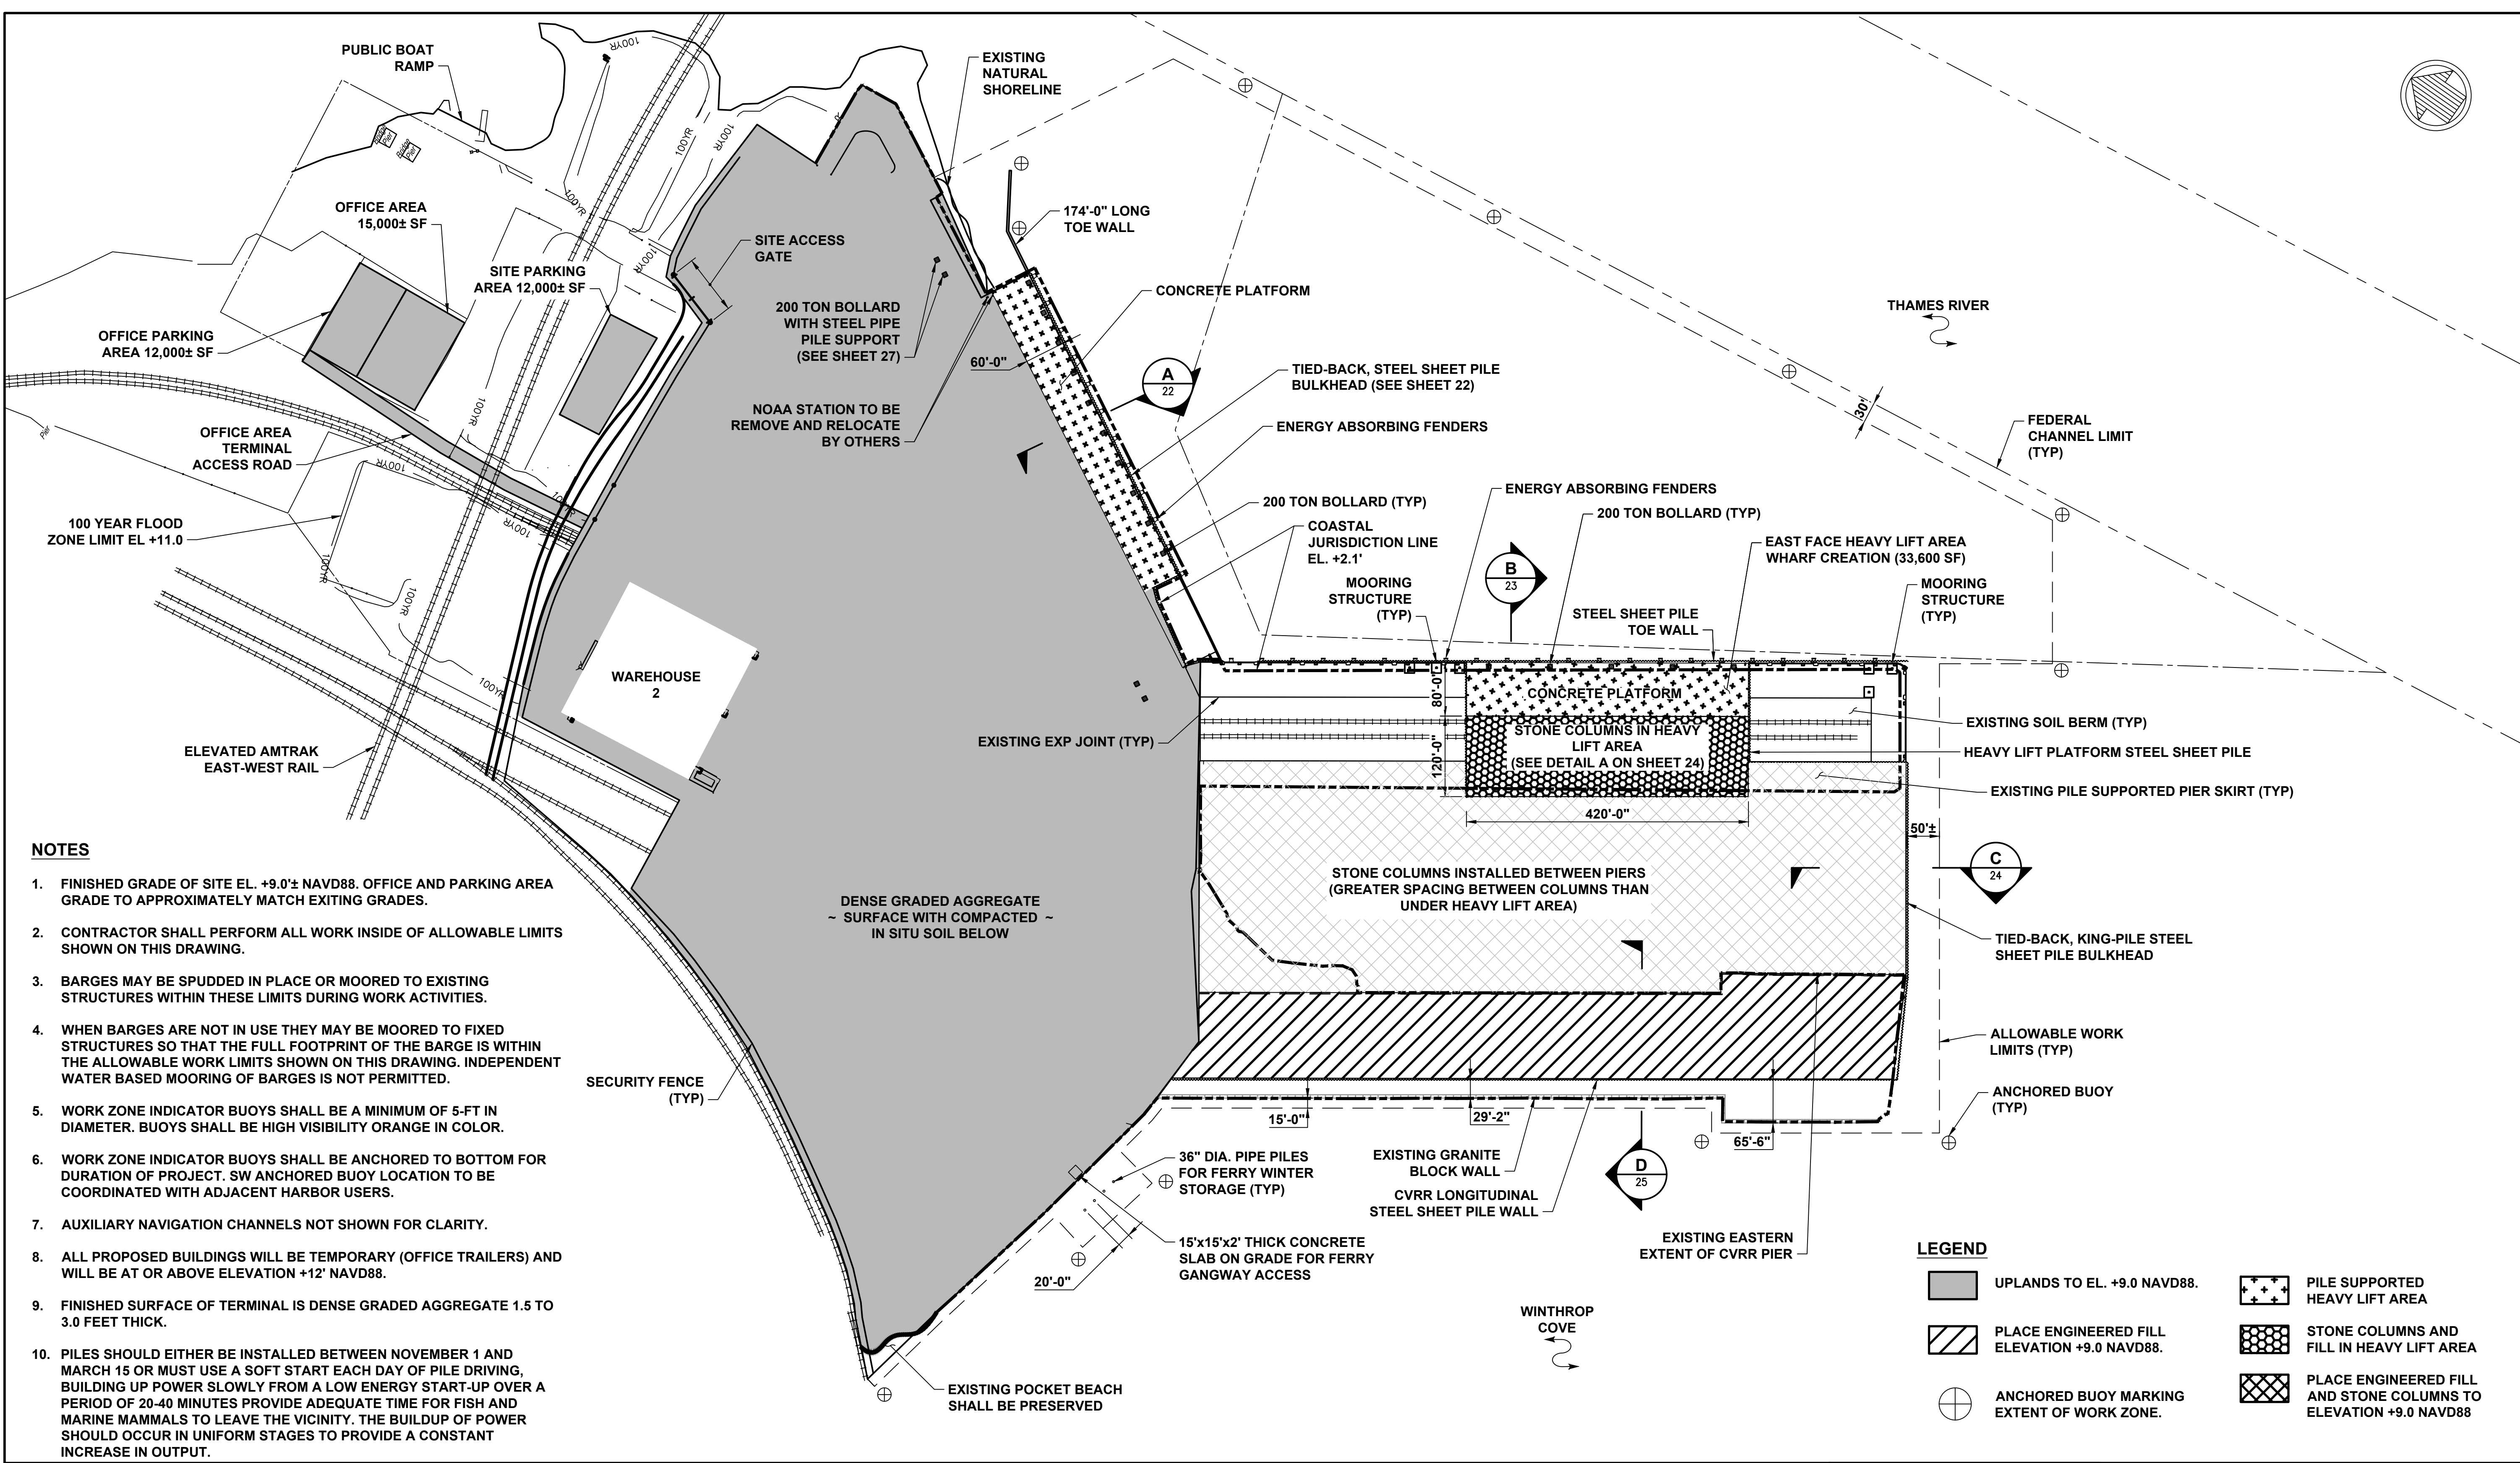 PUBLIC BOAT
RAMP
EXISTING
NATURAL
SHORELINE
100YR
Bridge
Pier
Bridge
Pier
100YR
100YR
100YR
100YR
OFFICE AREA
15,000± SF
SITE PARKING
AREA 12,000± SF
OFFICE PARKING
AREA 12,000± SF
SITE ACCESS
GATE
174'-0" LONG
TOE WALL
CONCRETE PLATFORM
200 TON BOLLARD
WITH STEEL PIPE
PILE SUPPORT
(SEE SHEET 27)
60'-0"
A
22
TIED-BACK, STEEL SHEET PILE
BULKHEAD (SEE SHEET 22)
NOAA STATION TO BE
REMOVE AND RELOCATE
BY OTHERS
ENERGY ABSORBING FENDERS
THAMES RIVER
30'
FEDERAL
CHANNEL LIMIT
(TYP)
Pier
100YR
OFFICE AREA
TERMINAL
ACCESS ROAD
100YR
100YR
100YR
100 YEAR FLOOD
ZONE LIMIT EL +11.0
100YR
100YR
100YR
200 TON BOLLARD (TYP)
COASTAL
JURISDICTION LINE
EL. +2.1'
ENERGY ABSORBING FENDERS
200 TON BOLLARD (TYP)
EAST FACE HEAVY LIFT AREA
WHARF CREATION (33,600 SF)
MOORING
STRUCTURE
(TYP)
B
23
STEEL SHEET PILE
TOE WALL
MOORING
STRUCTURE
(TYP)
WAREHOUSE
2
80'-0"
CONCRETE PLATFORM
EXISTING SOIL BERM (TYP)
EXISTING EXP JOINT (TYP)
120'-0"
STONE COLUMNS IN HEAVY
LIFT AREA
(SEE DETAIL A ON SHEET 24)
HEAVY LIFT PLATFORM STEEL SHEET PILE
EXISTING PILE SUPPORTED PIER SKIRT (TYP)
420'-0"
50'±
ELEVATED AMTRAK
EAST-WEST RAIL
STONE COLUMNS INSTALLED BETWEEN PIERS
(GREATER SPACING BETWEEN COLUMNS THAN
UNDER HEAVY LIFT AREA)
C
24
DENSE GRADED AGGREGATE
~ SURFACE WITH COMPACTED ~
IN SITU SOIL BELOW
TIED-BACK, KING-PILE STEEL
SHEET PILE BULKHEAD
ALLOWABLE WORK
LIMITS (TYP)
ANCHORED BUOY
(TYP)
SECURITY FENCE
(TYP)
15'-0"
29'-2"
65'-6"
36" DIA. PIPE PILES
FOR FERRY WINTER
STORAGE (TYP)
EXISTING GRANITE
BLOCK WALL
CVRR LONGITUDINAL
STEEL SHEET PILE WALL
D
25
EXISTING EASTERN
EXTENT OF CVRR PIER
15'x15'x2' THICK CONCRETE
SLAB ON GRADE FOR FERRY
GANGWAY ACCESS
20'-0"
WINTHROP
COVE
EXISTING POCKET BEACH
SHALL BE PRESERVED
NOTES
1. FINISHED GRADE OF SITE EL. +9.0'± NAVD88. OFFICE AND PARKING AREA
GRADE TO APPROXIMATELY MATCH EXITING GRADES.
2. CONTRACTOR SHALL PERFORM ALL WORK INSIDE OF ALLOWABLE LIMITS
SHOWN ON THIS DRAWING.
3. BARGES MAY BE SPUDDED IN PLACE OR MOORED TO EXISTING
STRUCTURES WITHIN THESE LIMITS DURING WORK ACTIVITIES.
4. WHEN BARGES ARE NOT IN USE THEY MAY BE MOORED TO FIXED
STRUCTURES SO THAT THE FULL FOOTPRINT OF THE BARGE IS WITHIN
THE ALLOWABLE WORK LIMITS SHOWN ON THIS DRAWING. INDEPENDENT
WATER BASED MOORING OF BARGES IS NOT PERMITTED.
5. WORK ZONE INDICATOR BUOYS SHALL BE A MINIMUM OF 5-FT IN
DIAMETER. BUOYS SHALL BE HIGH VISIBILITY ORANGE IN COLOR.
6. WORK ZONE INDICATOR BUOYS SHALL BE ANCHORED TO BOTTOM FOR
DURATION OF PROJECT. SW ANCHORED BUOY LOCATION TO BE
COORDINATED WITH ADJACENT HARBOR USERS.
7. AUXILIARY NAVIGATION CHANNELS NOT SHOWN FOR CLARITY.
8. ALL PROPOSED BUILDINGS WILL BE TEMPORARY (OFFICE TRAILERS) AND
WILL BE AT OR ABOVE ELEVATION +12' NAVD88.
9. FINISHED SURFACE OF TERMINAL IS DENSE GRADED AGGREGATE 1.5 TO
3.0 FEET THICK.
10. PILES SHOULD EITHER BE INSTALLED BETWEEN NOVEMBER 1 AND
MARCH 15 OR MUST USE A SOFT START EACH DAY OF PILE DRIVING,
BUILDING UP POWER SLOWLY FROM A LOW ENERGY START-UP OVER A
PERIOD OF 20-40 MINUTES PROVIDE ADEQUATE TIME FOR FISH AND
MARINE MAMMALS TO LEAVE THE VICINITY. THE BUILDUP OF POWER
SHOULD OCCUR IN UNIFORM STAGES TO PROVIDE A CONSTANT
INCREASE IN OUTPUT.
LEGEND
UPLANDS TO EL. +9.0 NAVD88.
PLACE ENGINEERED FILL
ELEVATION +9.0 NAVD88.
ANCHORED BUOY MARKING
EXTENT OF WORK ZONE.
PILE SUPPORTED
HEAVY LIFT AREA
STONE COLUMNS AND
FILL IN HEAVY LIFT AREA
PLACE ENGINEERED FILL
AND STONE COLUMNS TO
ELEVATION +9.0 NAVD88